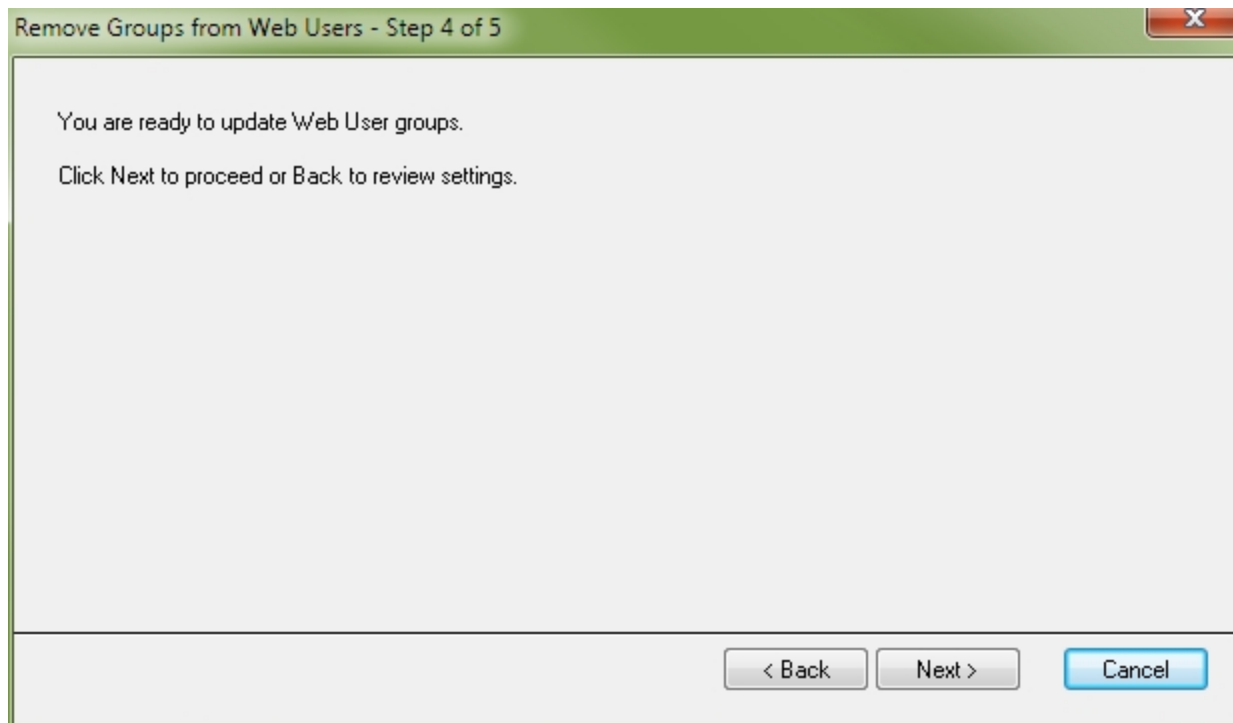 Remove Groups from Web Users - Step 4 of 5
X
You are ready to update Web User groups.
Click Next to proceed or Back to review settings.
< Back Next > Cancel